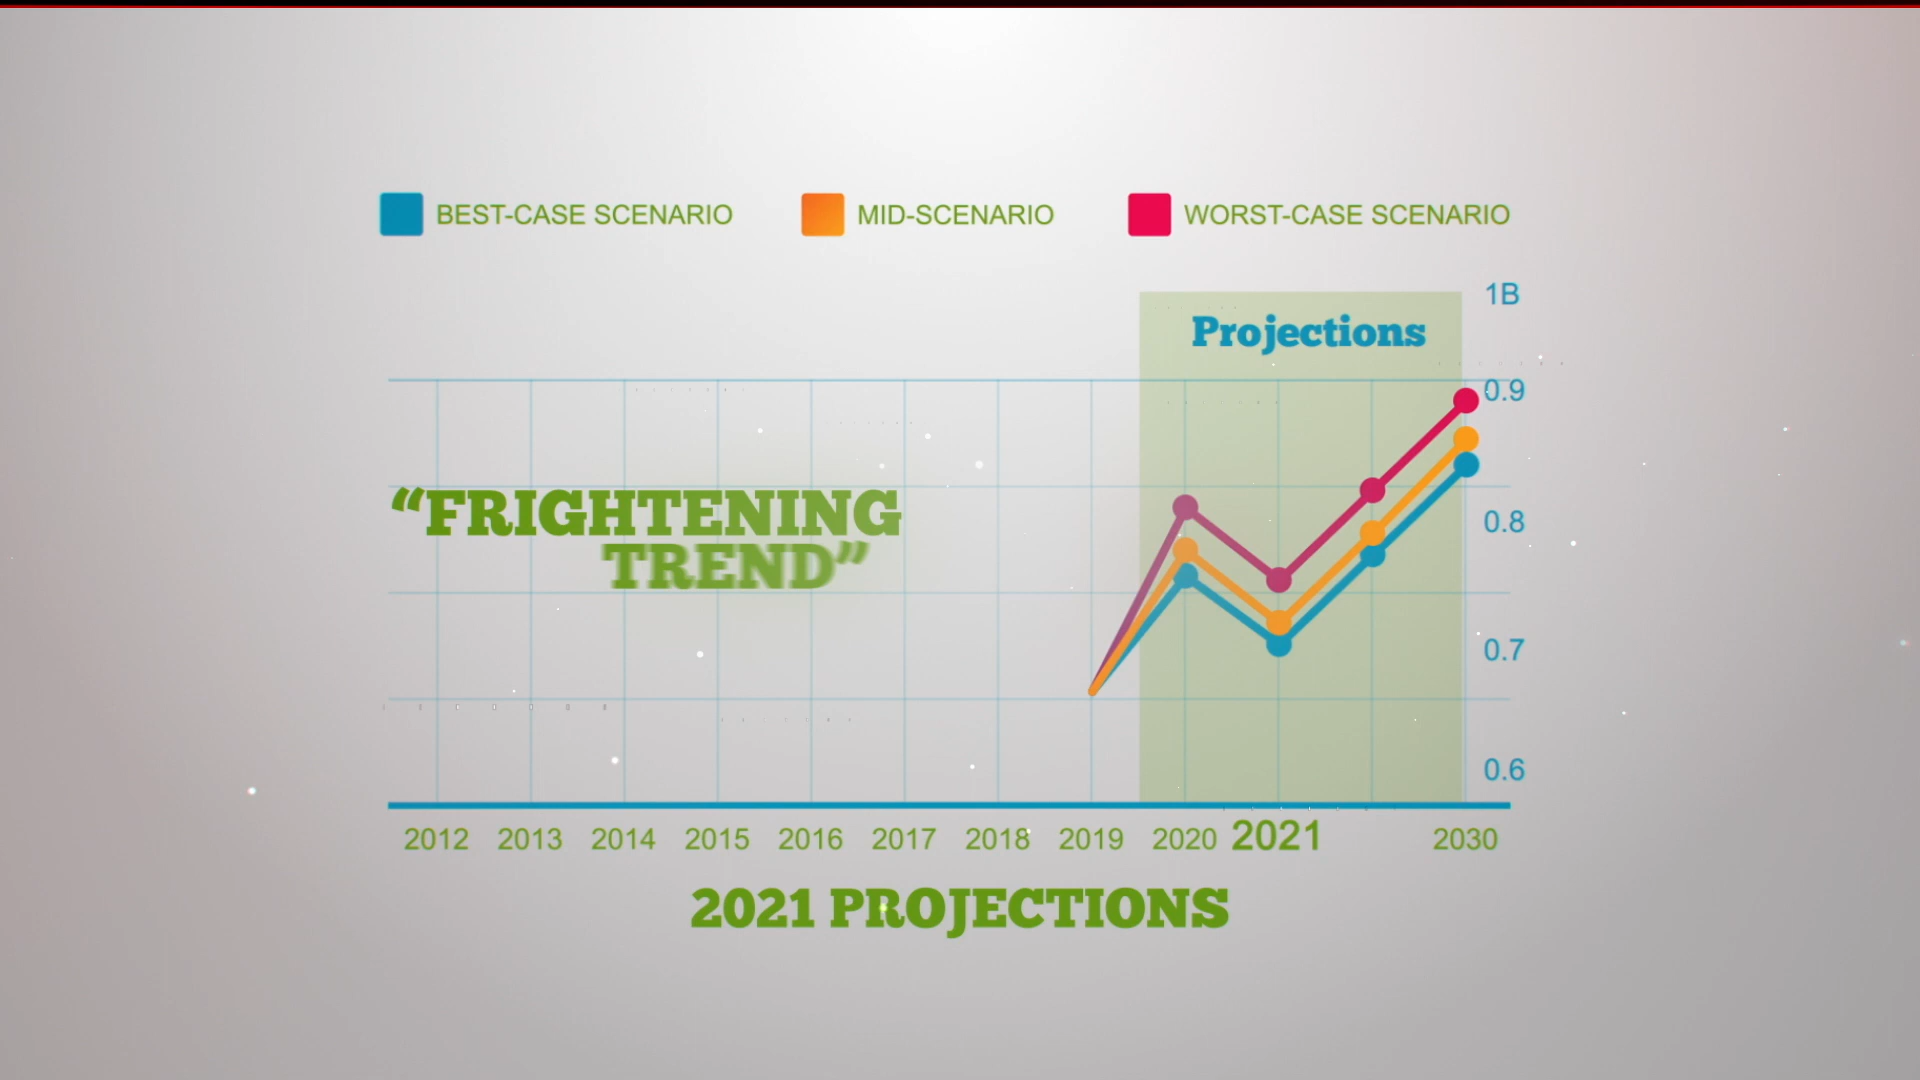 BEST-CASE SCENARIO MID-SCENARIO WORST-CASE SCENARIO
1B
Projections
0.9
“FRIGHTENING
TREND”
0.8
0.7
0.6
2012 2013 2014 2015 2016 2017 2018 2019 2020 2021 2030
2021 PROJECTIONS